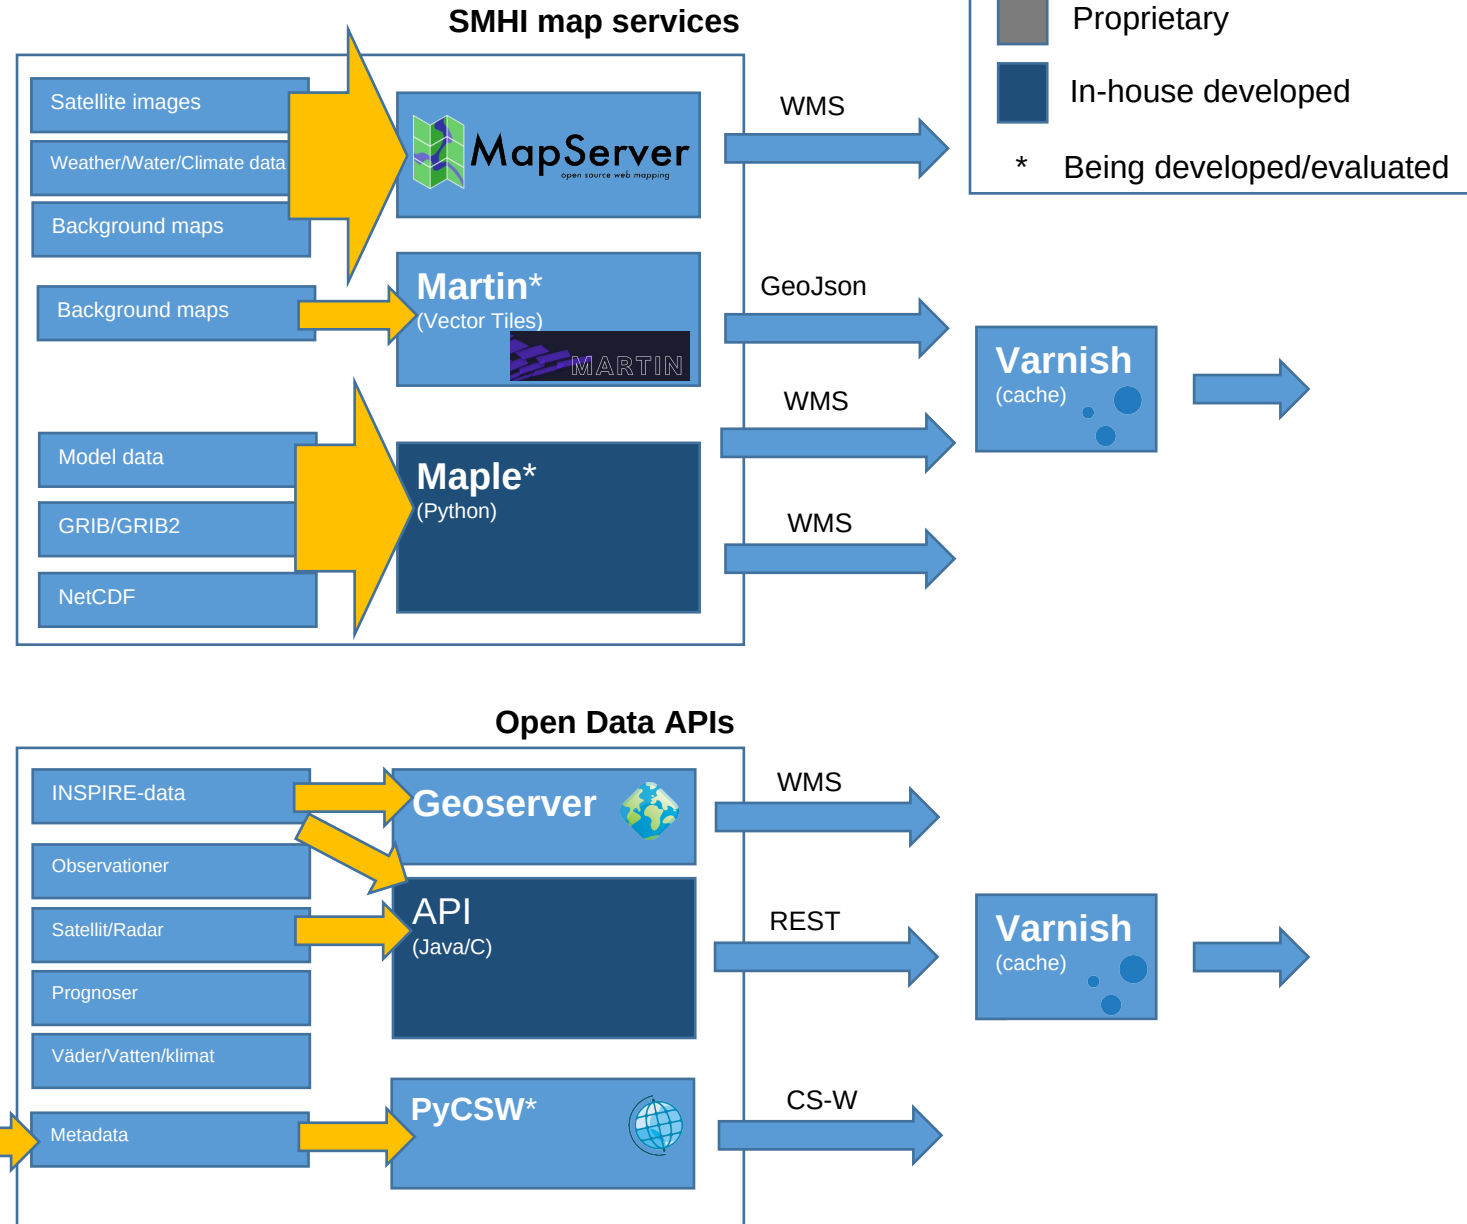 SMHI map services
Proprietary
In-house developed
* Being developed/evaluated
Satellite images
Weather/Water/Climate data
Background maps
MapServer
open source web mapping
WMS
Background maps
Martin*
(Vector Tiles)
MARTIN
GeoJson
WMS
Varnish
(cache)
Model data
GRIB/GRIB2
NetCDF
Maple*
(Python)
WMS
Open Data APIs
INSPIRE-data
Observationer
Satellit/Radar
Prognoser
Väder/Vatten/klimat
Metadata
Geoserver
API
(Java/C)
PyCSW*
WMS
REST
CS-W
Varnish
(cache)